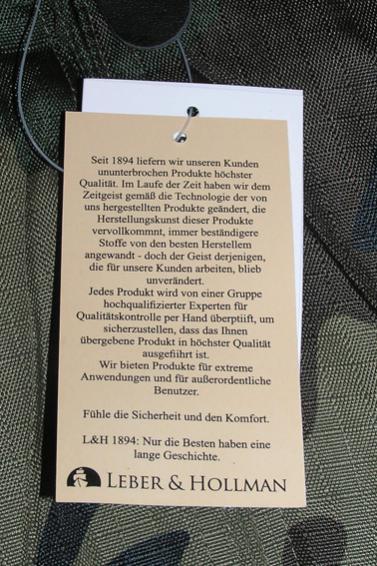 Seit 1894 liefern wir unseren Kunden
ununterbrochen Produkte höchster
Qualität. Im Laufe der Zeit haben wir dem
Zeitgeist gemäß die Technologie der von
uns hergestellten Produkte geändert, die
Herstellungskunst dieser Produkte
vervollkommnt, immer beständigere
Stoffe von den besten Herstellem
angewandt - doch der Geist derjenigen,
die für unsere Kunden arbeiten, blieb
unverändert.
Jedes Produkt wird von einer Gruppe
hochqualifizierter Experten für
Qualitätskontrolle per Hand überptiift, um
sicherzustellen, dass das Ihnen
übergebene Produkt in höchster Qualität
ausgefiihrt ist.
Wir bieten Produkte für extreme
Anwendungen und für außerordentliche
Benutzer.
Fühle die Sicherheit und den Komfort.
L&H 1894: Nur die Besten haben eine
lange Geschichte.
LEBER & HOLLMAN